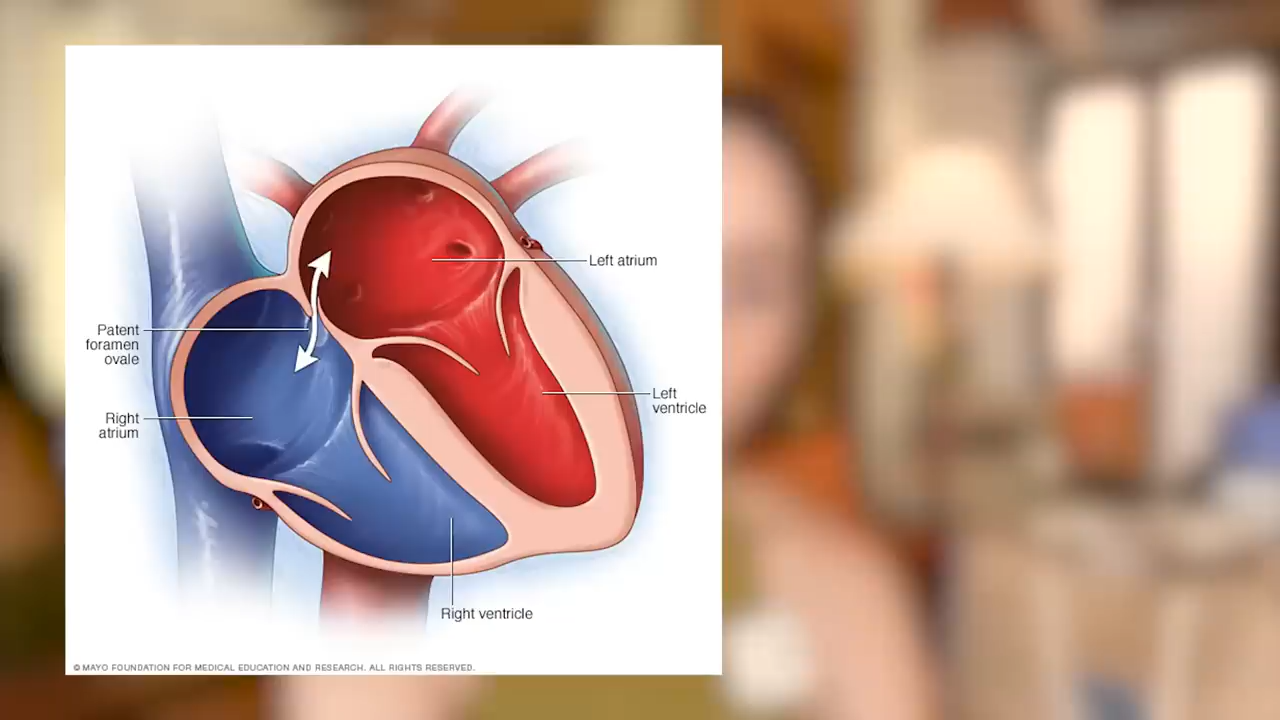 Left atrium
Patent
foramen
ovale
Left
ventricle
Right
atrium
Right ventricle
© MAYO FOUNDATION FOR MEDICAL EDUCATION AND RESEARCH. ALL RIGHTS RESERVED.